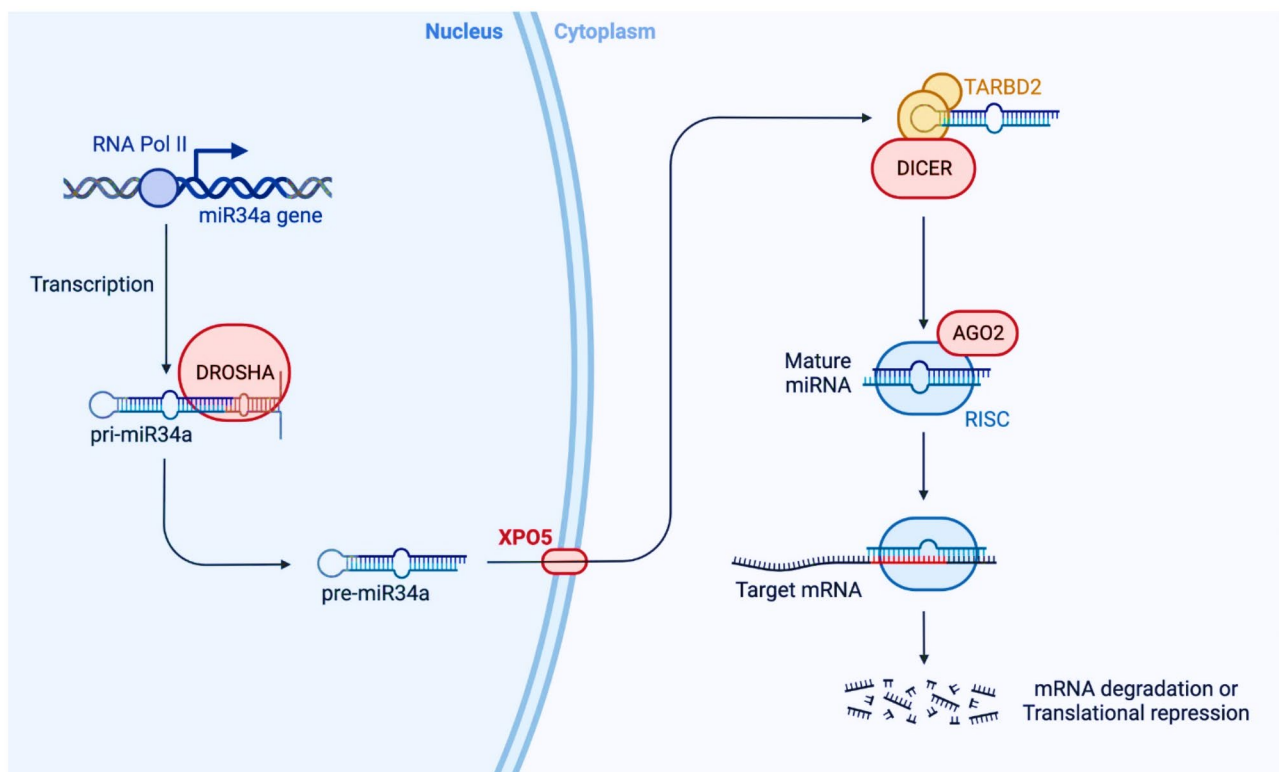 Nucleus
Cytoplasm
RNA Pol II
miR34a gene
Transcription
DROSHA
pri-miR34a
pre-miR34a
XPO5
TARBD2
DICER
AGO2
Mature
miRNA
RISC
Target mRNA
mRNA degradation or
Translational repression